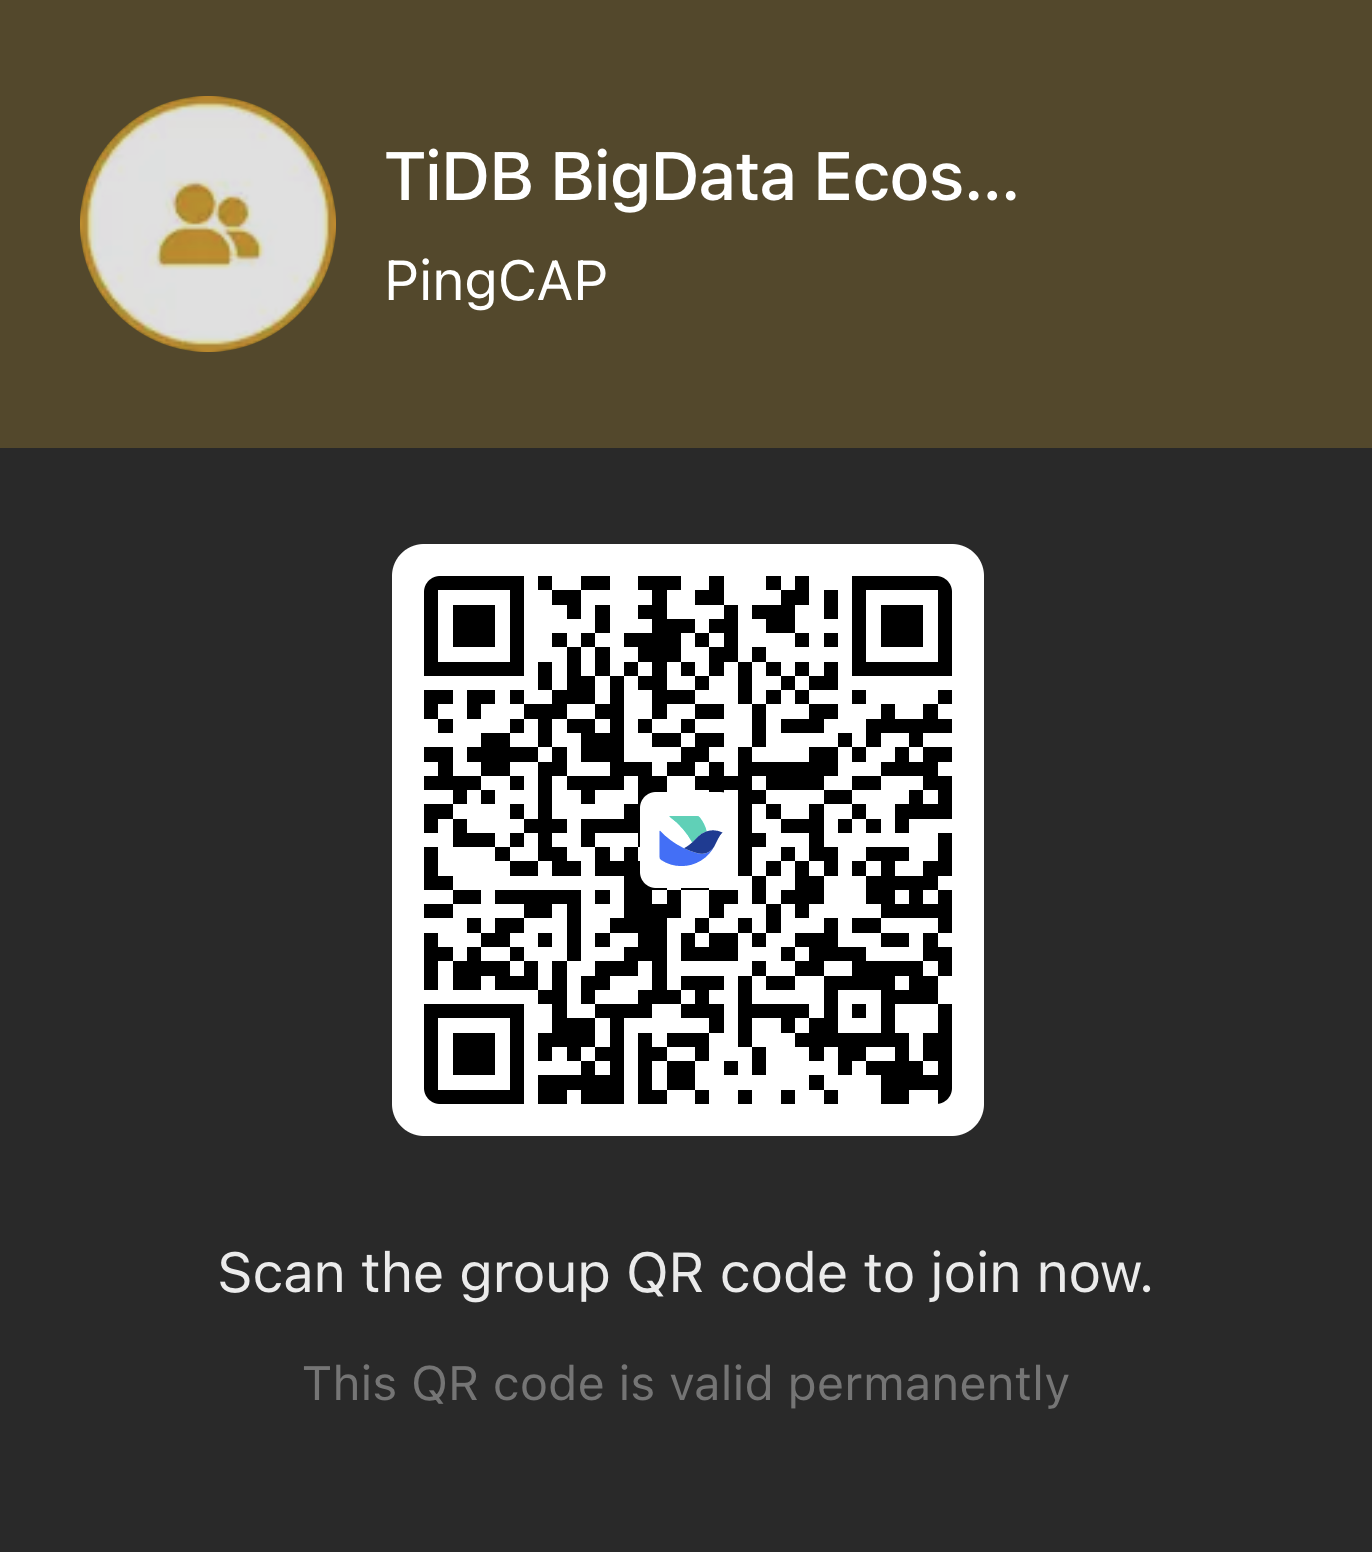 TiDB BigData Ecos...
PingCAP
Scan the group QR code to join now.
This QR code is valid permanently